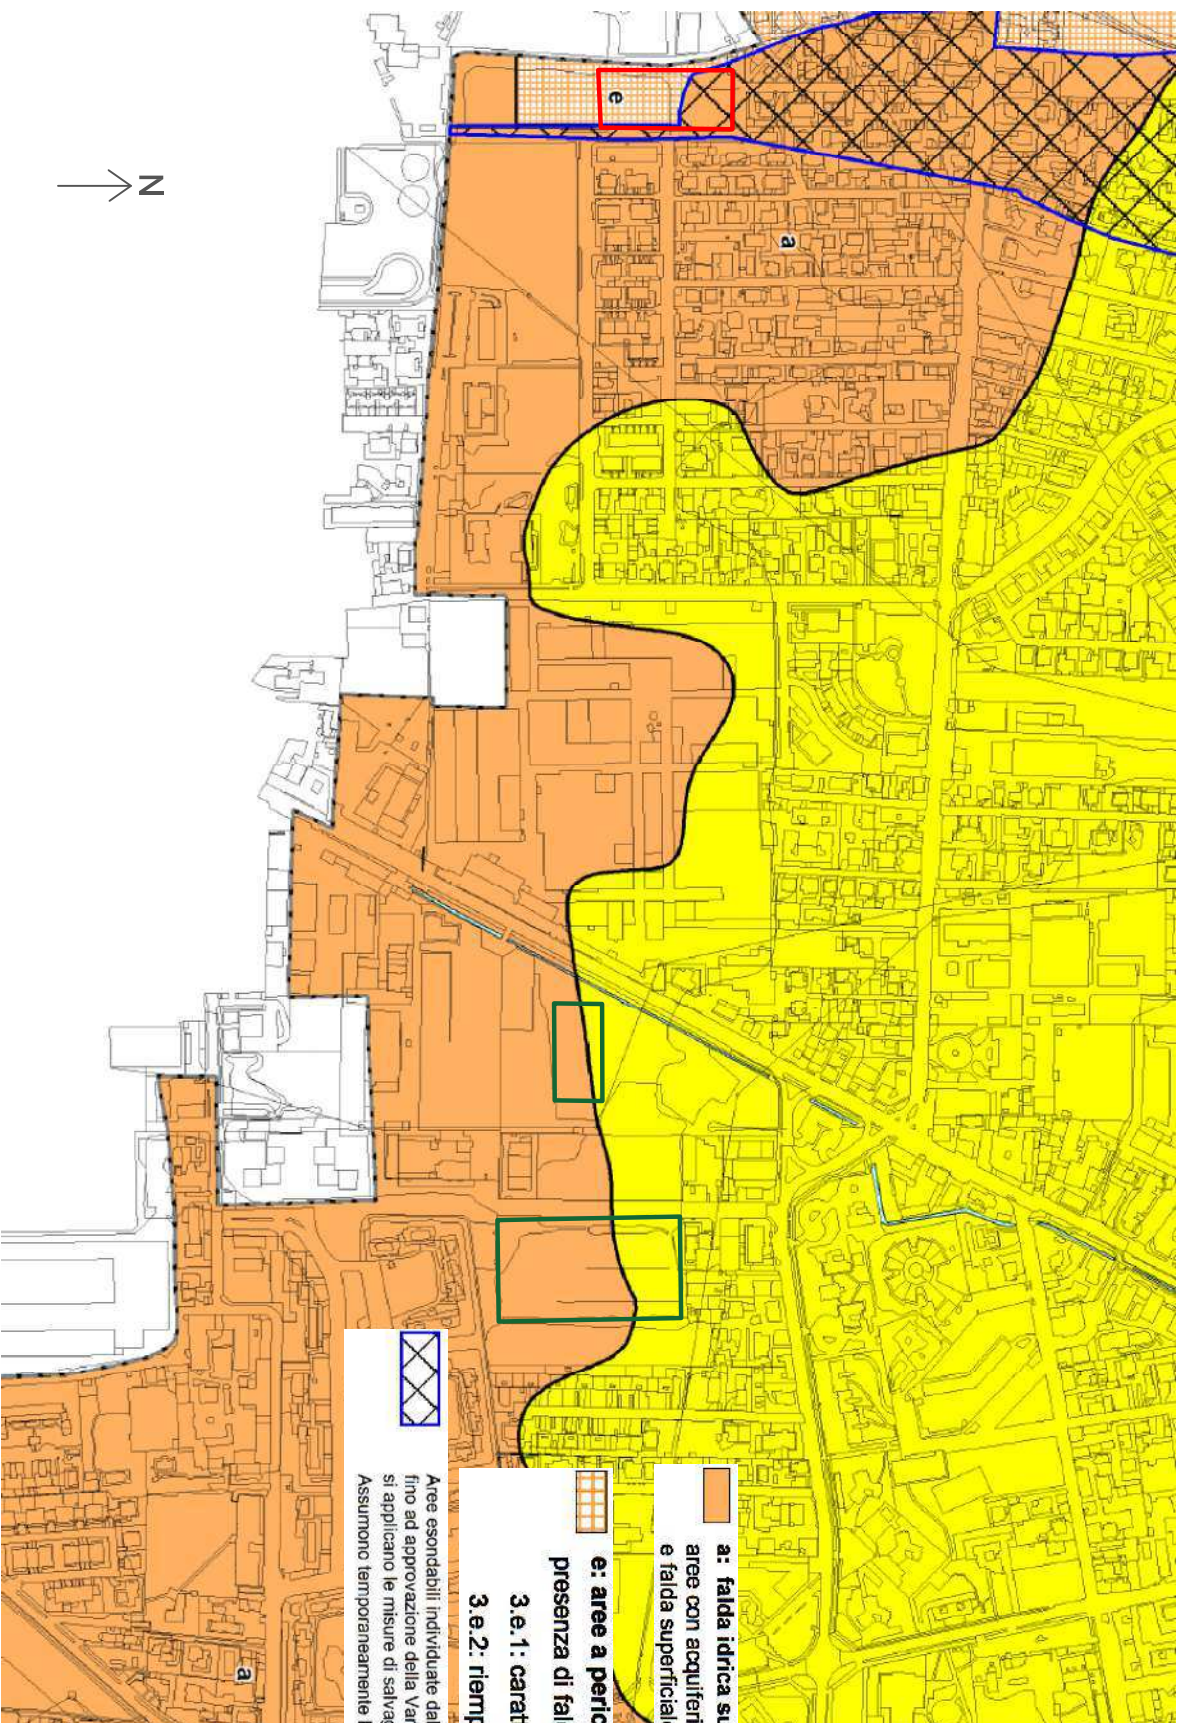 N
e
a
a
a: falda idrica su
aree con acquiferi
e falda superficiale
e: aree a peric
presenza di fal
3.e.1: carat
3.e.2: riemp
Aree esondabili individuate dal
fino ad approvazione della Var
si applicano le misure di salvag
Assumono temporaneamente l